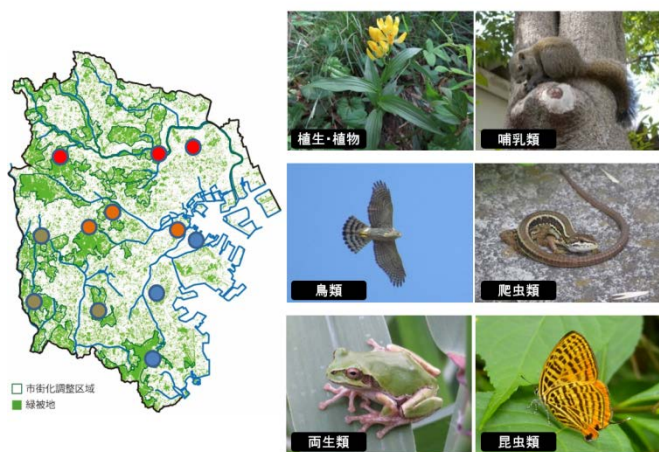 市街化調整区域
緑被地
植生・植物
哺乳類
鳥類
爬虫類
両生類
昆虫類